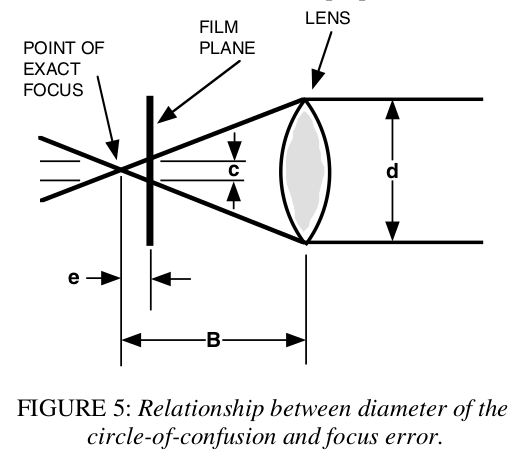 LENS
FILM
PLANE
POINT OF
EXACT
FOCUS
c
d
e
B
FIGURE 5: Relationship between diameter of the
circle-of-confusion and focus error.